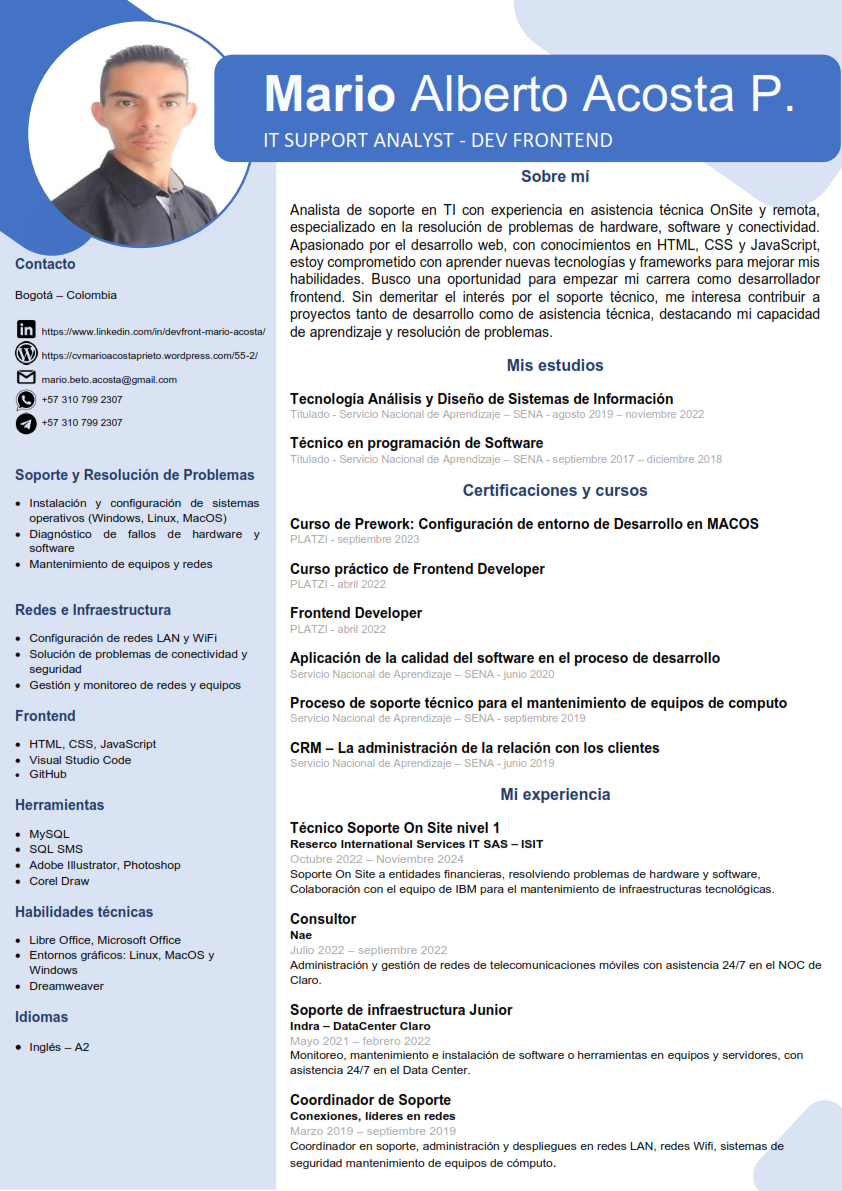 Mario Alberto Acosta P.
IT SUPPORT ANALYST - DEV FRONTEND
Contacto
Bogotá – Colombia
https://www.linkedin.com/in/devfront-mario-acosta/
https://cvmarioacostaprieto.wordpress.com/55-2/
mario.beto.acosta@gmail.com
+57 310 799 2307
+57 310 799 2307
Soporte y Resolución de Problemas
• Instalación y configuración de sistemas
operativos (Windows, Linux, MacOS)
• Diagnóstico de fallos de hardware y
software
• Mantenimiento de equipos y redes
Redes e Infraestructura
• Configuración de redes LAN y WiFi
• Solución de problemas de conectividad y
seguridad
• Gestión y monitoreo de redes y equipos
Frontend
• HTML, CSS, JavaScript
• Visual Studio Code
• GitHub
Herramientas
• MySQL
• SQL SMS
• Adobe Illustrator, Photoshop
• Corel Draw
Habilidades técnicas
• Libre Office, Microsoft Office
• Entornos gráficos: Linux, MacOS y
Windows
• Dreamweaver
Idiomas
• Inglés – A2
Sobre mí
Analista de soporte en TI con experiencia en asistencia técnica OnSite y remota,
especializado en la resolución de problemas de hardware, software y conectividad.
Apasionado por el desarrollo web, con conocimientos en HTML, CSS y JavaScript,
estoy comprometido con aprender nuevas tecnologías y frameworks para mejorar mis
habilidades. Busco una oportunidad para empezar mi carrera como desarrollador
frontend. Sin demeritar el interés por el soporte técnico, me interesa contribuir a
proyectos tanto de desarrollo como de asistencia técnica, destacando mi capacidad
de aprendizaje y resolución de problemas.
Mis estudios
Tecnología Análisis y Diseño de Sistemas de Información
Titulado - Servicio Nacional de Aprendizaje – SENA - agosto 2019 – noviembre 2022
Técnico en programación de Software
Titulado - Servicio Nacional de Aprendizaje – SENA - septiembre 2017 – diciembre 2018
Certificaciones y cursos
Curso de Prework: Configuración de entorno de Desarrollo en MACOS
PLATZI - septiembre 2023
Curso práctico de Frontend Developer
PLATZI - abril 2022
Frontend Developer
PLATZI - abril 2022
Aplicación de la calidad del software en el proceso de desarrollo
Servicio Nacional de Aprendizaje – SENA - junio 2020
Proceso de soporte técnico para el mantenimiento de equipos de computo
Servicio Nacional de Aprendizaje – SENA - septiembre 2019
CRM – La administración de la relación con los clientes
Servicio Nacional de Aprendizaje – SENA - junio 2019
Mi experiencia
Técnico Soporte On Site nivel 1
Reserco International Services IT SAS – ISIT
Octubre 2022 – Noviembre 2024
Soporte On Site a entidades financieras, resolviendo problemas de hardware y software,
Colaboración con el equipo de IBM para el mantenimiento de infraestructuras tecnológicas.
Consultor
Nae
Julio 2022 – septiembre 2022
Administración y gestión de redes de telecomunicaciones móviles con asistencia 24/7 en el NOC de
Claro.
Soporte de infraestructura Junior
Indra – DataCenter Claro
Mayo 2021 – febrero 2022
Monitoreo, mantenimiento e instalación de software o herramientas en equipos y servidores, con
asistencia 24/7 en el Data Center.
Coordinador de Soporte
Conexiones, líderes en redes
Marzo 2019 – septiembre 2019
Coordinador en soporte, administración y despliegues en redes LAN, redes Wifi, sistemas de
seguridad mantenimiento de equipos de cómputo.